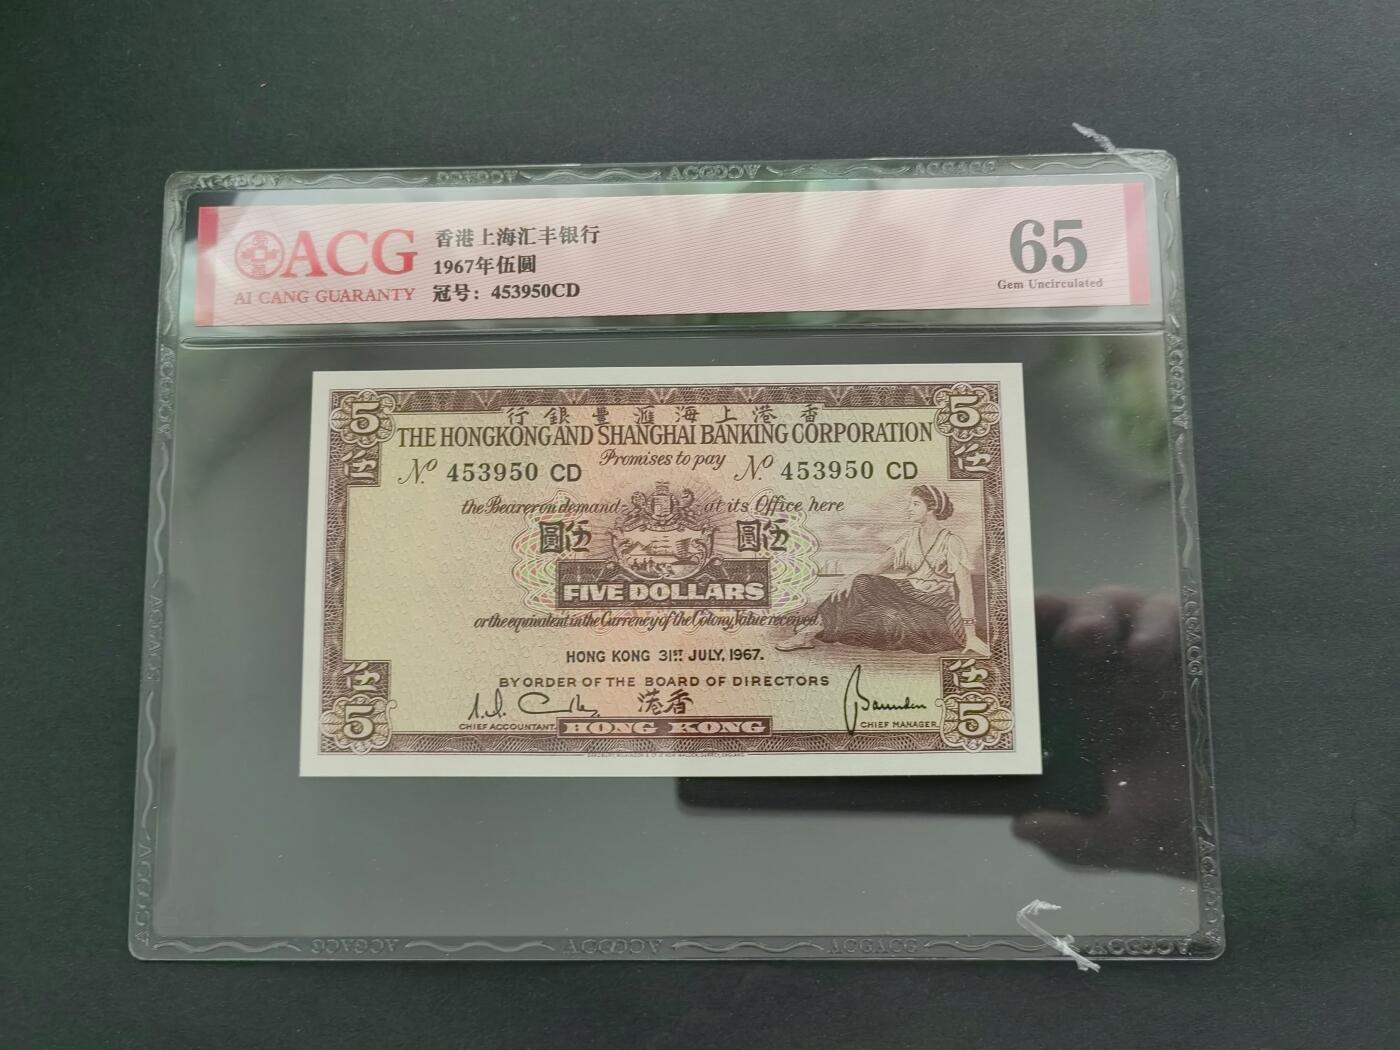 ACG
AI CANG GUARANTY
香港上海汇丰银行
1967年伍圆
冠号：453950CD
65
Gem Uncirculated
5
伍
行銀豐滙海上港香
5
伍
THE HONGKONG AND SHANGHAI BANKING CORPORATION
Promises to pay
Nº 453950 CD
Nº 453950 CD
the Bearer on demand at its Office here
圓伍
圓伍
FIVE DOLLARS
or the equivalent in the Currency of the Colony, Value received.
HONG KONG 31ST JULY, 1967.
BY ORDER OF THE BOARD OF DIRECTORS
港香
伍
5
CHIEF ACCOUNTANT.
HONG KONG
CHIEF MANAGER.
伍
5